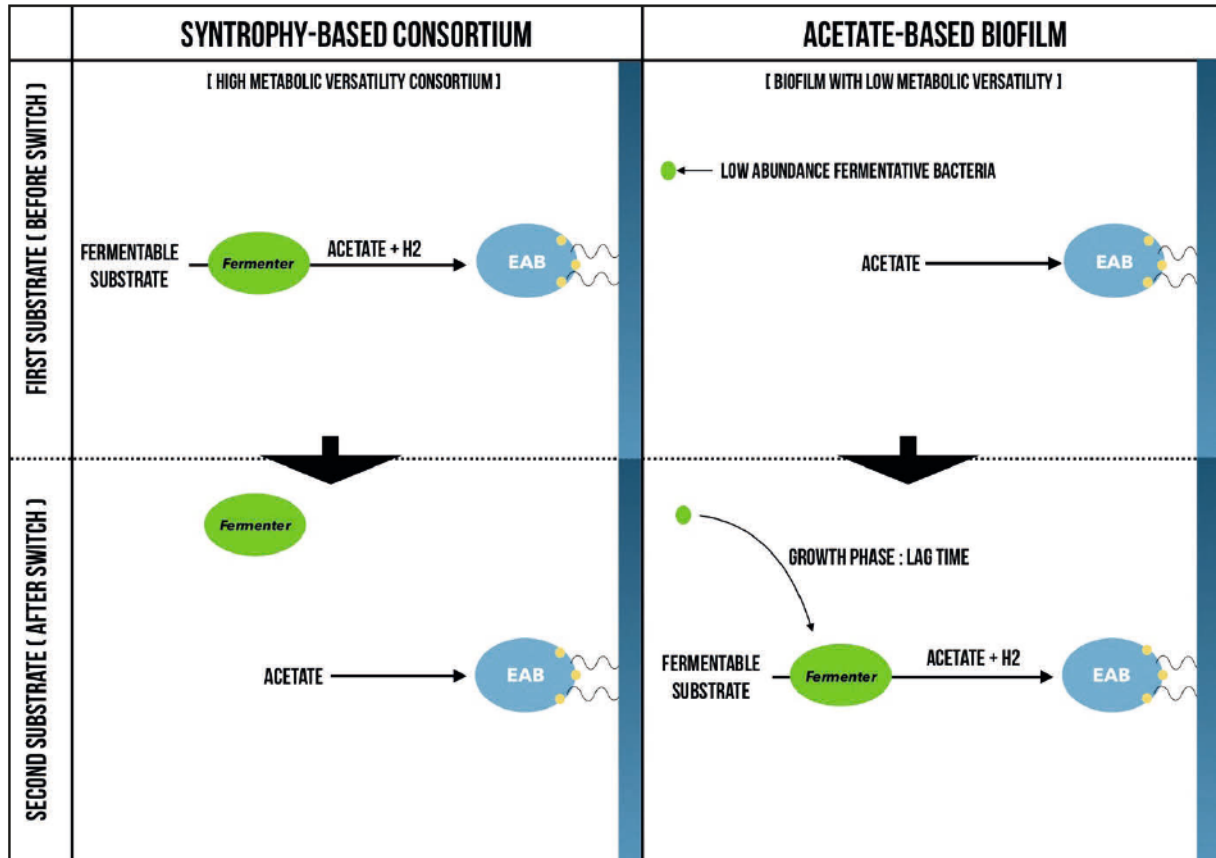 SYNTROPHY-BASED CONSORTIUM
ACETATE-BASED BIOFILM
FIRST SUBSTRATE ( BEFORE SWITCH )
[ HIGH METABOLIC VERSATILITY CONSORTIUM ]
FERMENTABLE
SUBSTRATE
Fermenter
ACETATE + H2
EAB
[ BIOFILM WITH LOW METABOLIC VERSATILITY ]
LOW ABUNDANCE FERMENTATIVE BACTERIA
ACETATE
EAB
SECOND SUBSTRATE ( AFTER SWITCH )
Fermenter
ACETATE
EAB
GROWTH PHASE : LAG TIME
FERMENTABLE
SUBSTRATE
Fermenter
ACETATE + H2
EAB